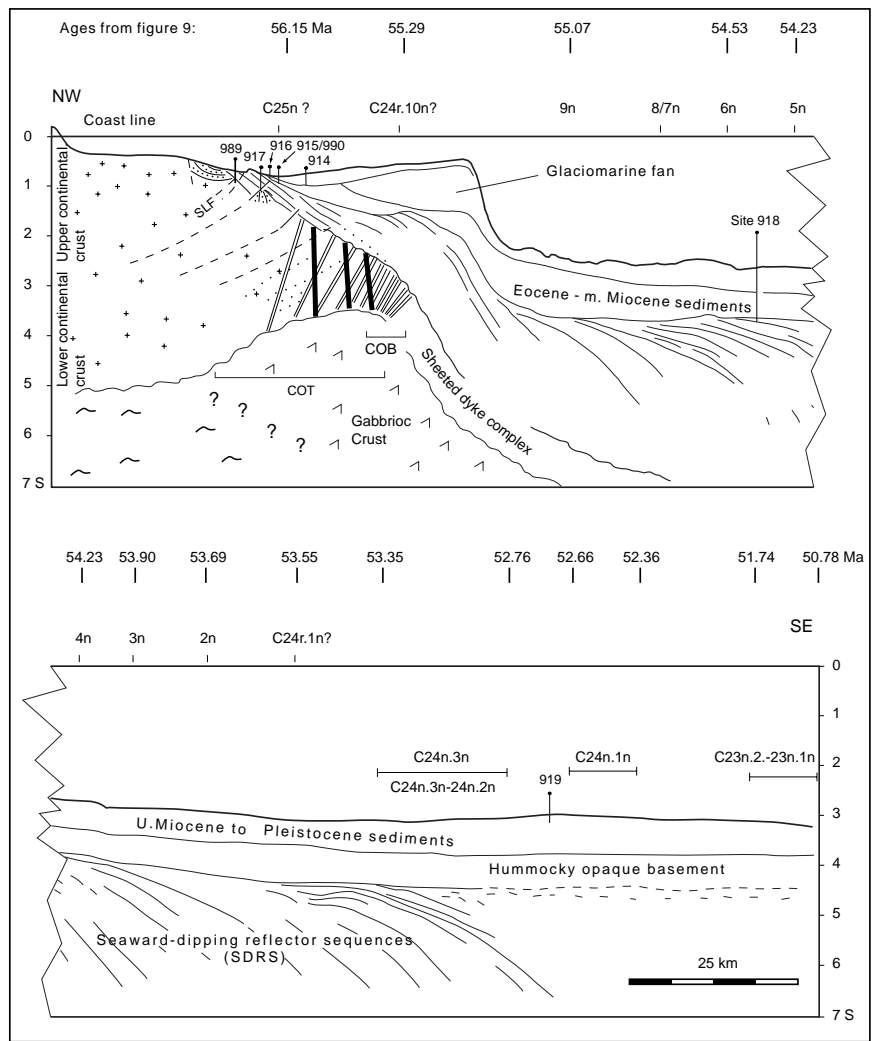 Ages from figure 9: 56.15 Ma 55.29 55.07 54.53 54.23
NW
Coast line
C25n ? C24r.10n? 9n 8/7n 6n 5n
0
1
2
3
4
5
6
7 S
Upper continental
crust
Lower continental
crust
989
917
916
915/990
914
SLF
Glaciomarine fan
Site 918
Eocene - m. Miocene sediments
COB
COT
Sheeted dyke complex
Gabbrioc
Crust
? ? ? ?
54.23 53.90 53.69 53.55 53.35 52.76 52.66 52.36 51.74 50.78 Ma
4n 3n 2n C24r.1n?
SE
0
1
2
3
4
5
6
7 S
C24n.3n
C24n.3n-24n.2n
C24n.1n
C23n.2.-23n.1n
919
U.Miocene to Pleistocene sediments
Hummocky opaque basement
Seaward-dipping reflector sequences
(SDRS)
25 km